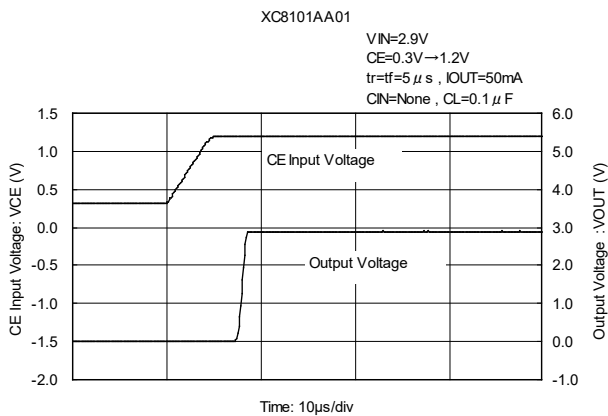 XC8101AA01
VIN=2.9V
CE=0.3V→1.2V
tr=tf=5μs , IOUT=50mA
CIN=None , CL=0.1μF
1.5
1.0
0.5
0.0
-0.5
-1.0
-1.5
-2.0
CE Input Voltage: VCE (V)
CE Input Voltage
Output Voltage
6.0
5.0
4.0
3.0
2.0
1.0
0.0
-1.0
Output Voltage :VOUT (V)
Time: 10μs/div